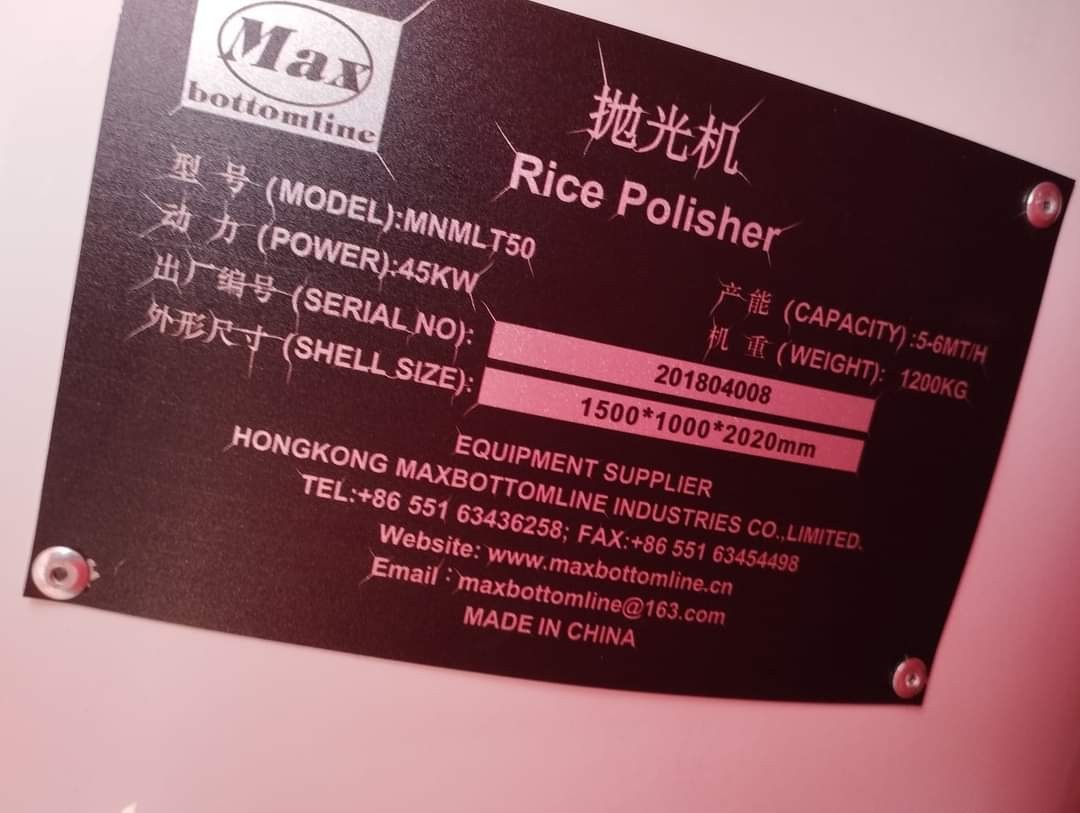 Max
bottomline
抛光机
Rice Polisher
型 号 (MODEL):MNMLT50
动 力 (POWER):45KW
产 能 (CAPACITY) :5-6MT/H
出厂编号 (SERIAL NO): 201804008
机 重 (WEIGHT): 1200KG
外形尺寸 (SHELL SIZE): 1500*1000*2020mm
EQUIPMENT SUPPLIER
HONGKONG MAXBOTTOMLINE INDUSTRIES CO.,LIMITED.
TEL:+86 551 63436258; FAX:+86 551 63454498
Website: www.maxbottomline.cn
Email：maxbottomline@163.com
MADE IN CHINA